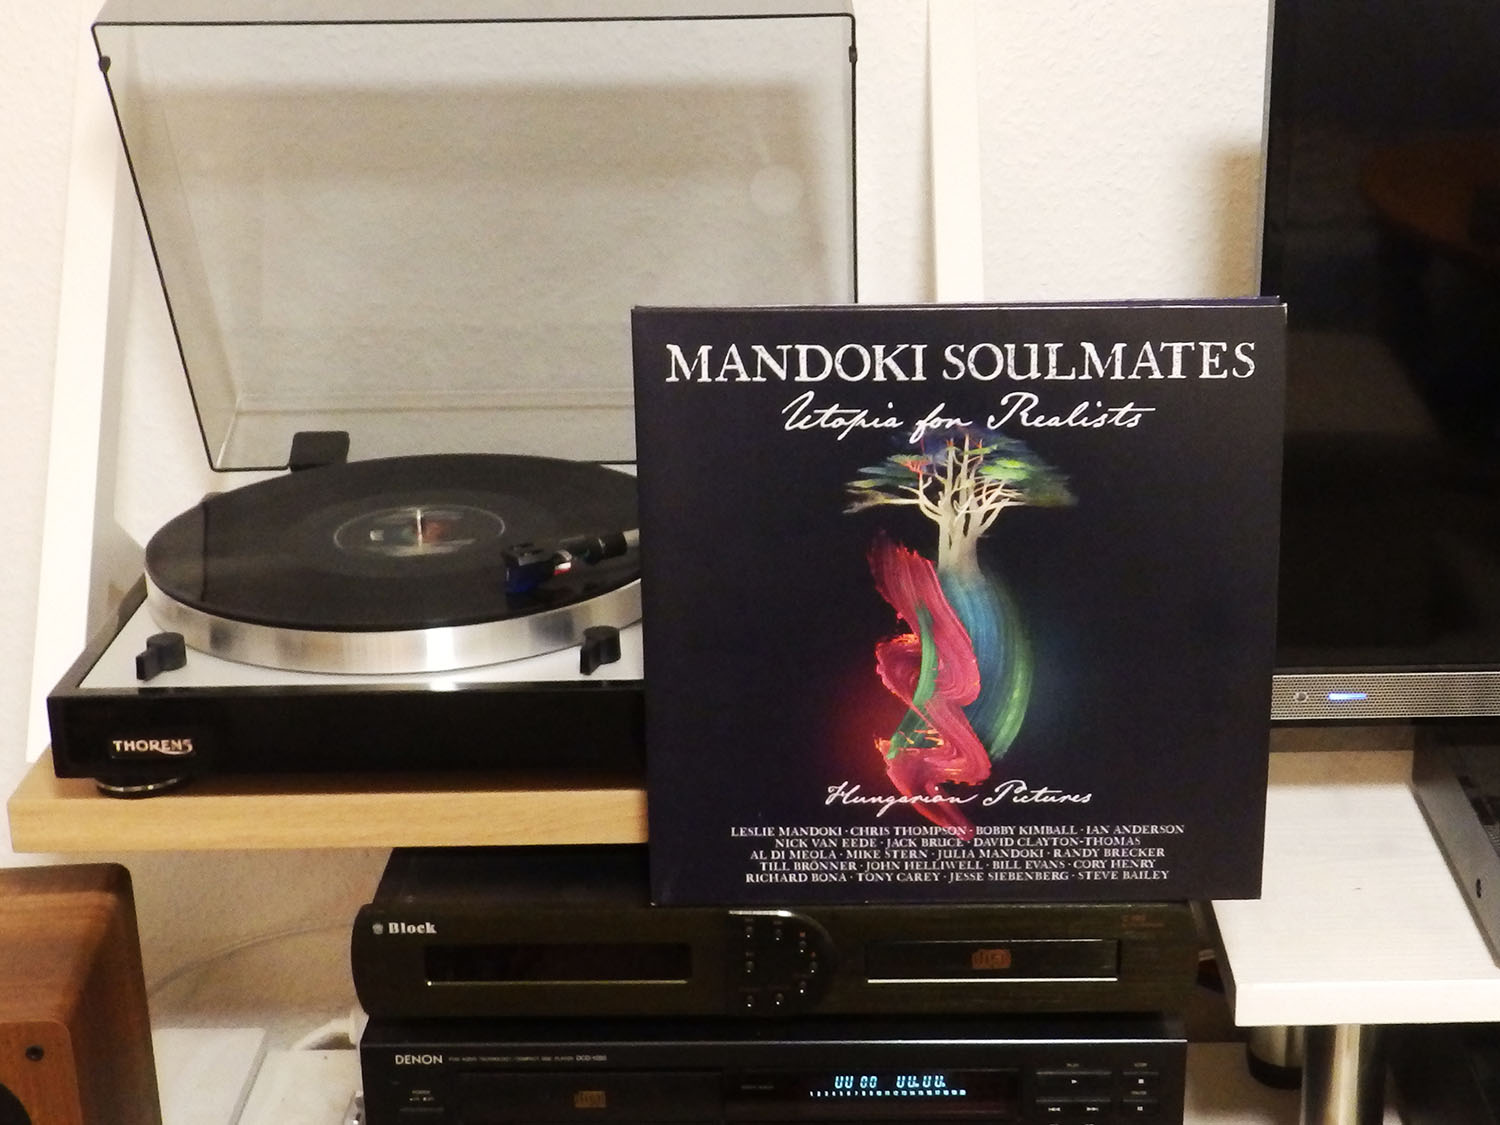 MANDOKI SOULMATES
Utopia for Realists
Hungarian Pictures
LESLIE MANDOKI · CHRIS THOMPSON · BOBBY KIMBALL · IAN ANDERSON
NICK VAN EEDE · JACK BRUCE · DAVID CLAYTON-THOMAS
AL DI MEOLA · MIKE STERN · JULIA MANDOKI · RANDY BRECKER
TILL BRÖNNER · JOHN HELLIWELL · BILL EVANS · CORY HENRY
RICHARD BONA · TONY CAREY · JESSE SIEBENBERG · STEVE BAILEY
THORENS
Block
DENON